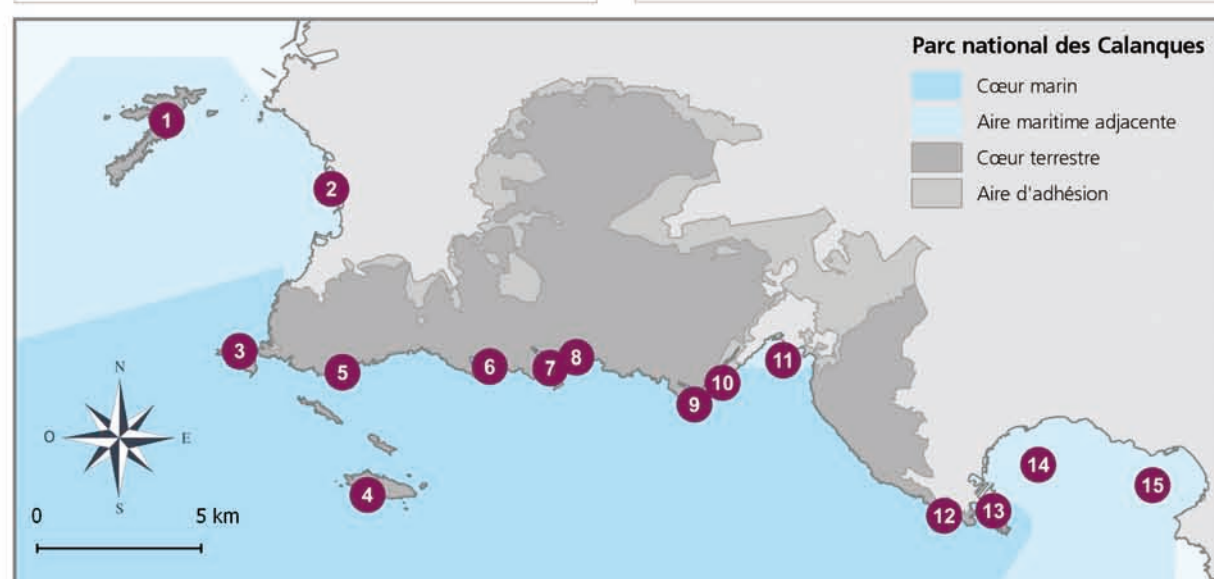 Parc national des Calanques
Cœur marin
Aire maritime adjacente
Cœur terrestre
Aire d'adhésion
1
2
3
4
5
6
7
8
9
10
11
12
13
14
15
N
O
E
S
0 5 km